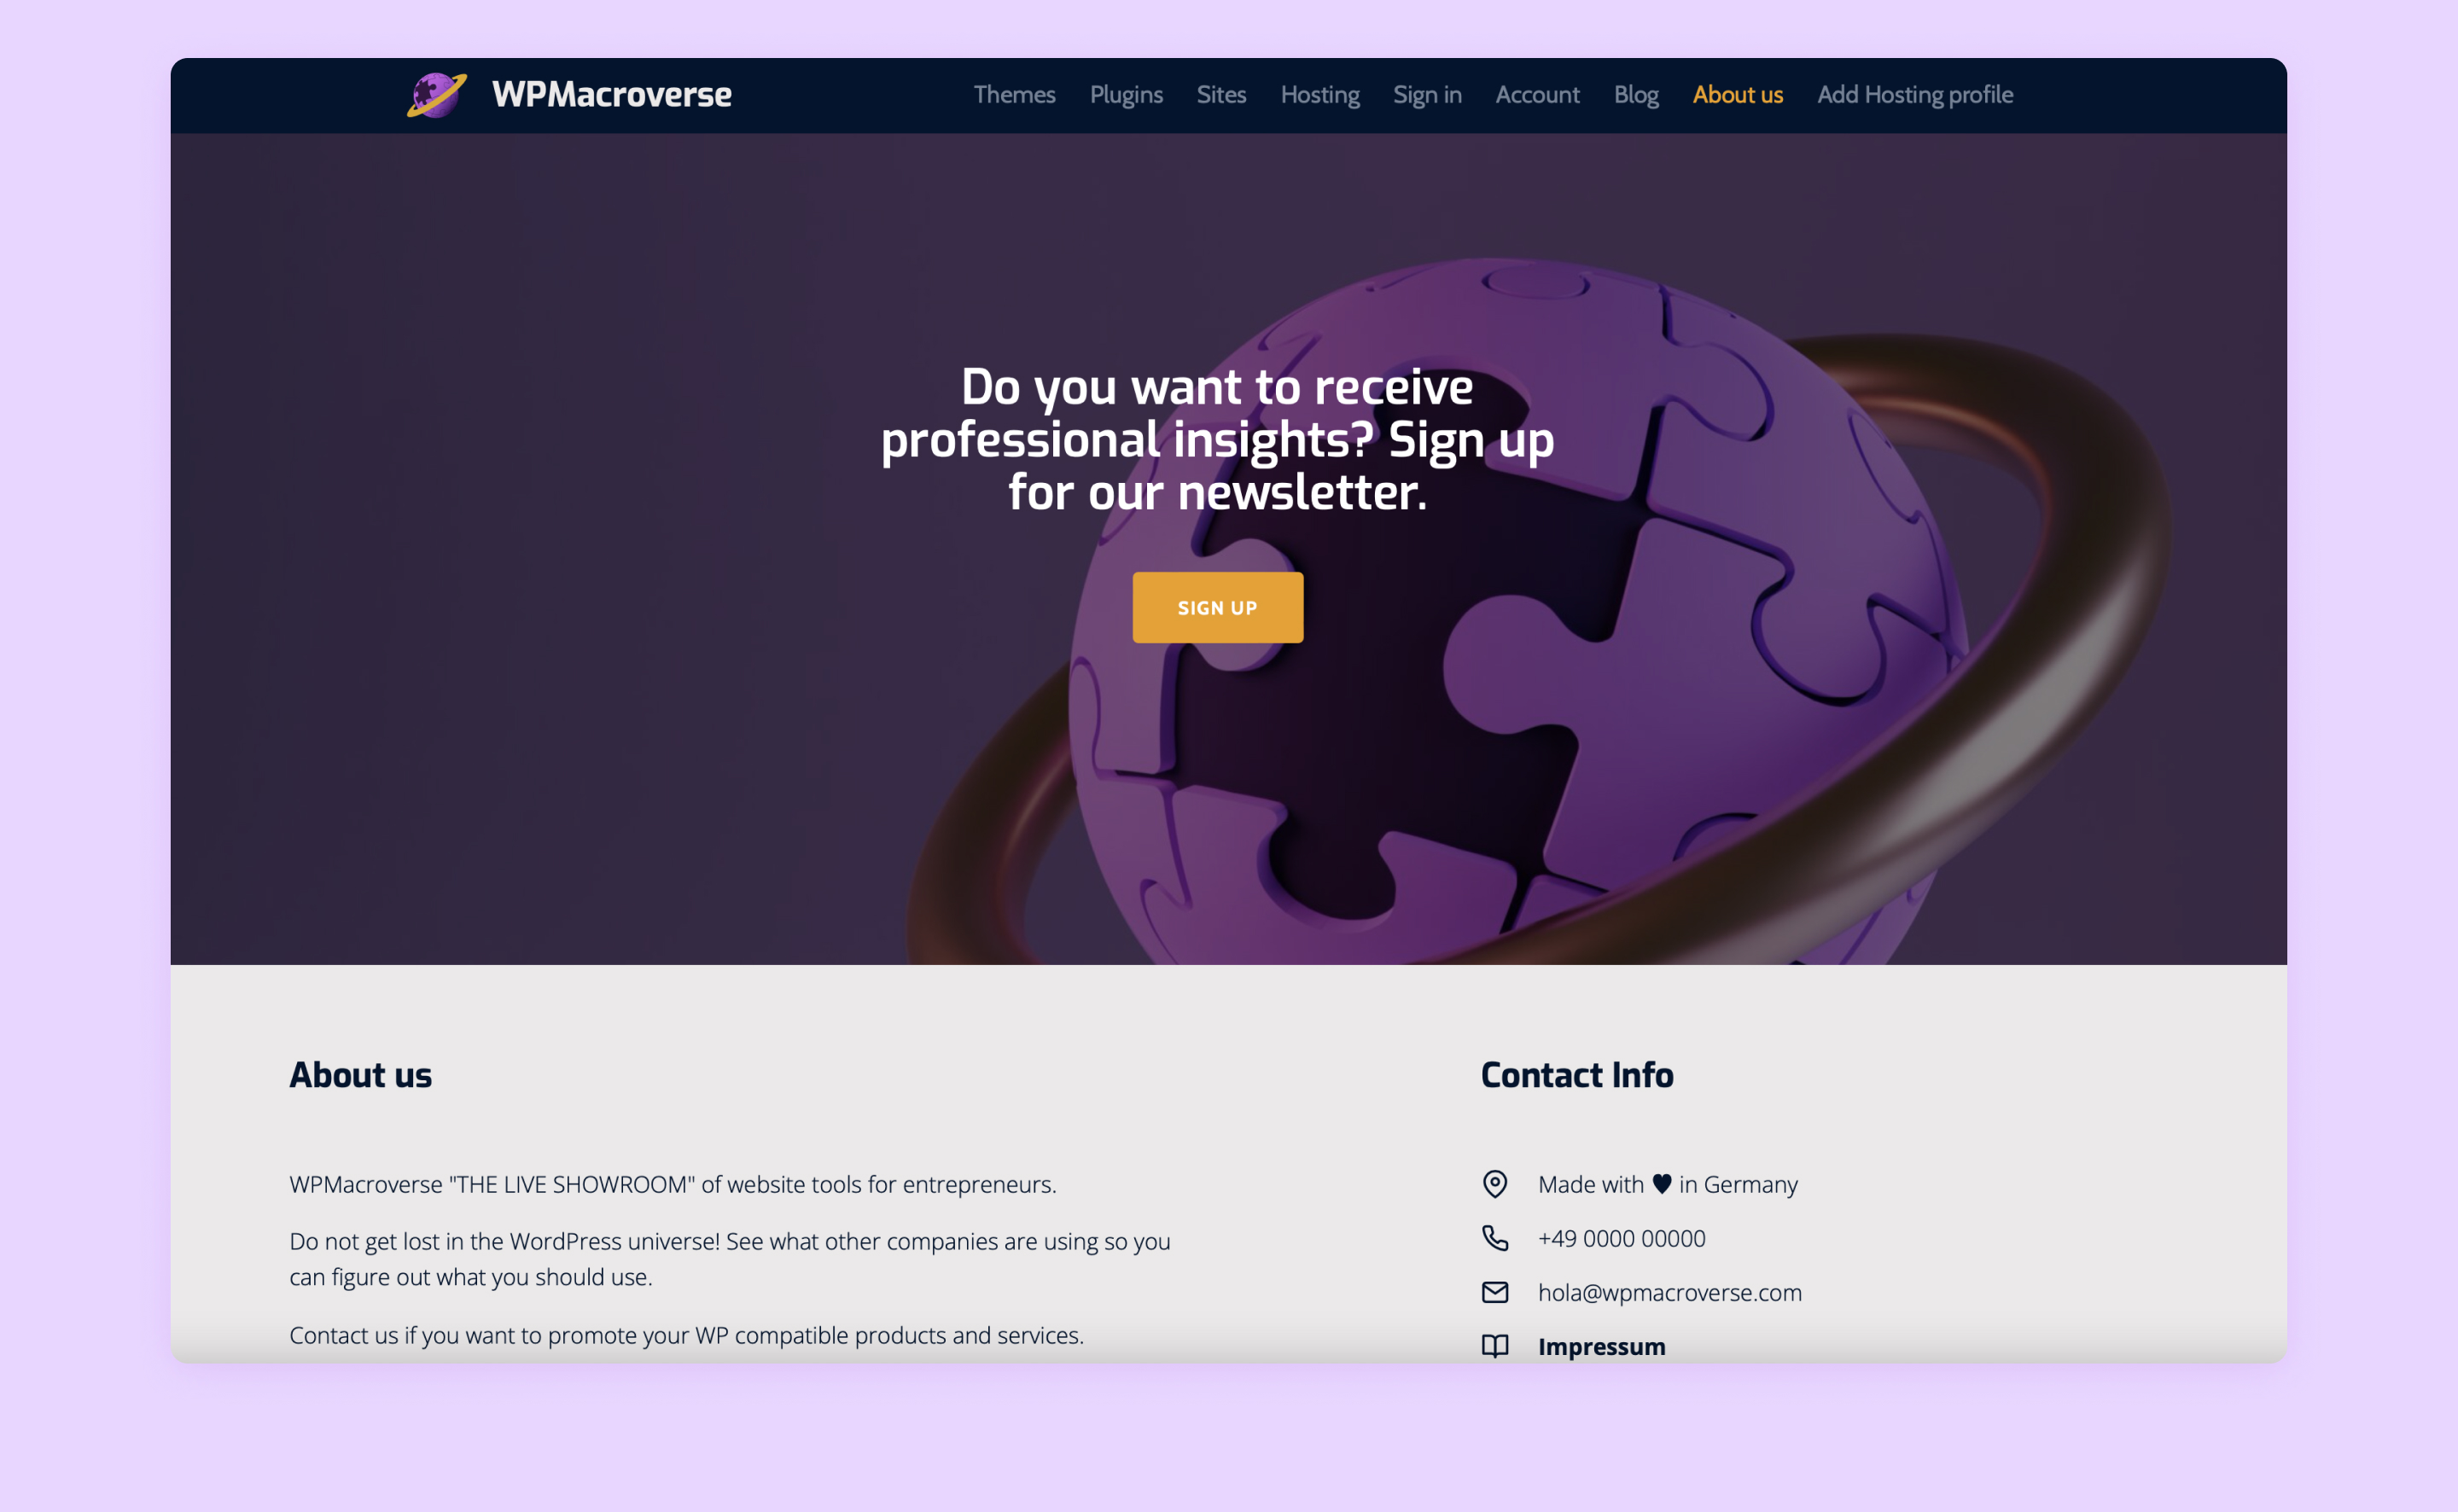 WPMacroverse
Themes Plugins Sites Hosting Sign in Account Blog About us Add Hosting profile
Do you want to receive
professional insights? Sign up
for our newsletter.
SIGN UP
About us
WPMacroverse "THE LIVE SHOWROOM" of website tools for entrepreneurs.
Do not get lost in the WordPress universe! See what other companies are using so you
can figure out what you should use.
Contact us if you want to promote your WP compatible products and services.
Contact Info
Made with ♥ in Germany
+49 0000 00000
hola@wpmacroverse.com
Impressum